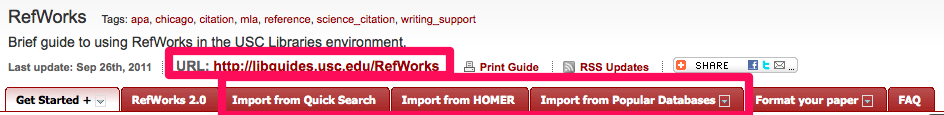 RefWorks Tags: apa, chicago, citation, mla, reference, science_citation, writing_support
Brief guide to using RefWorks in the USC Libraries environment.
Last update: Sep 26th, 2011 URL: http://libguides.usc.edu/RefWorks Print Guide RSS Updates SHARE ...
Get Started + RefWorks 2.0 Import from Quick Search Import from HOMER Import from Popular Databases Format your paper FAQ